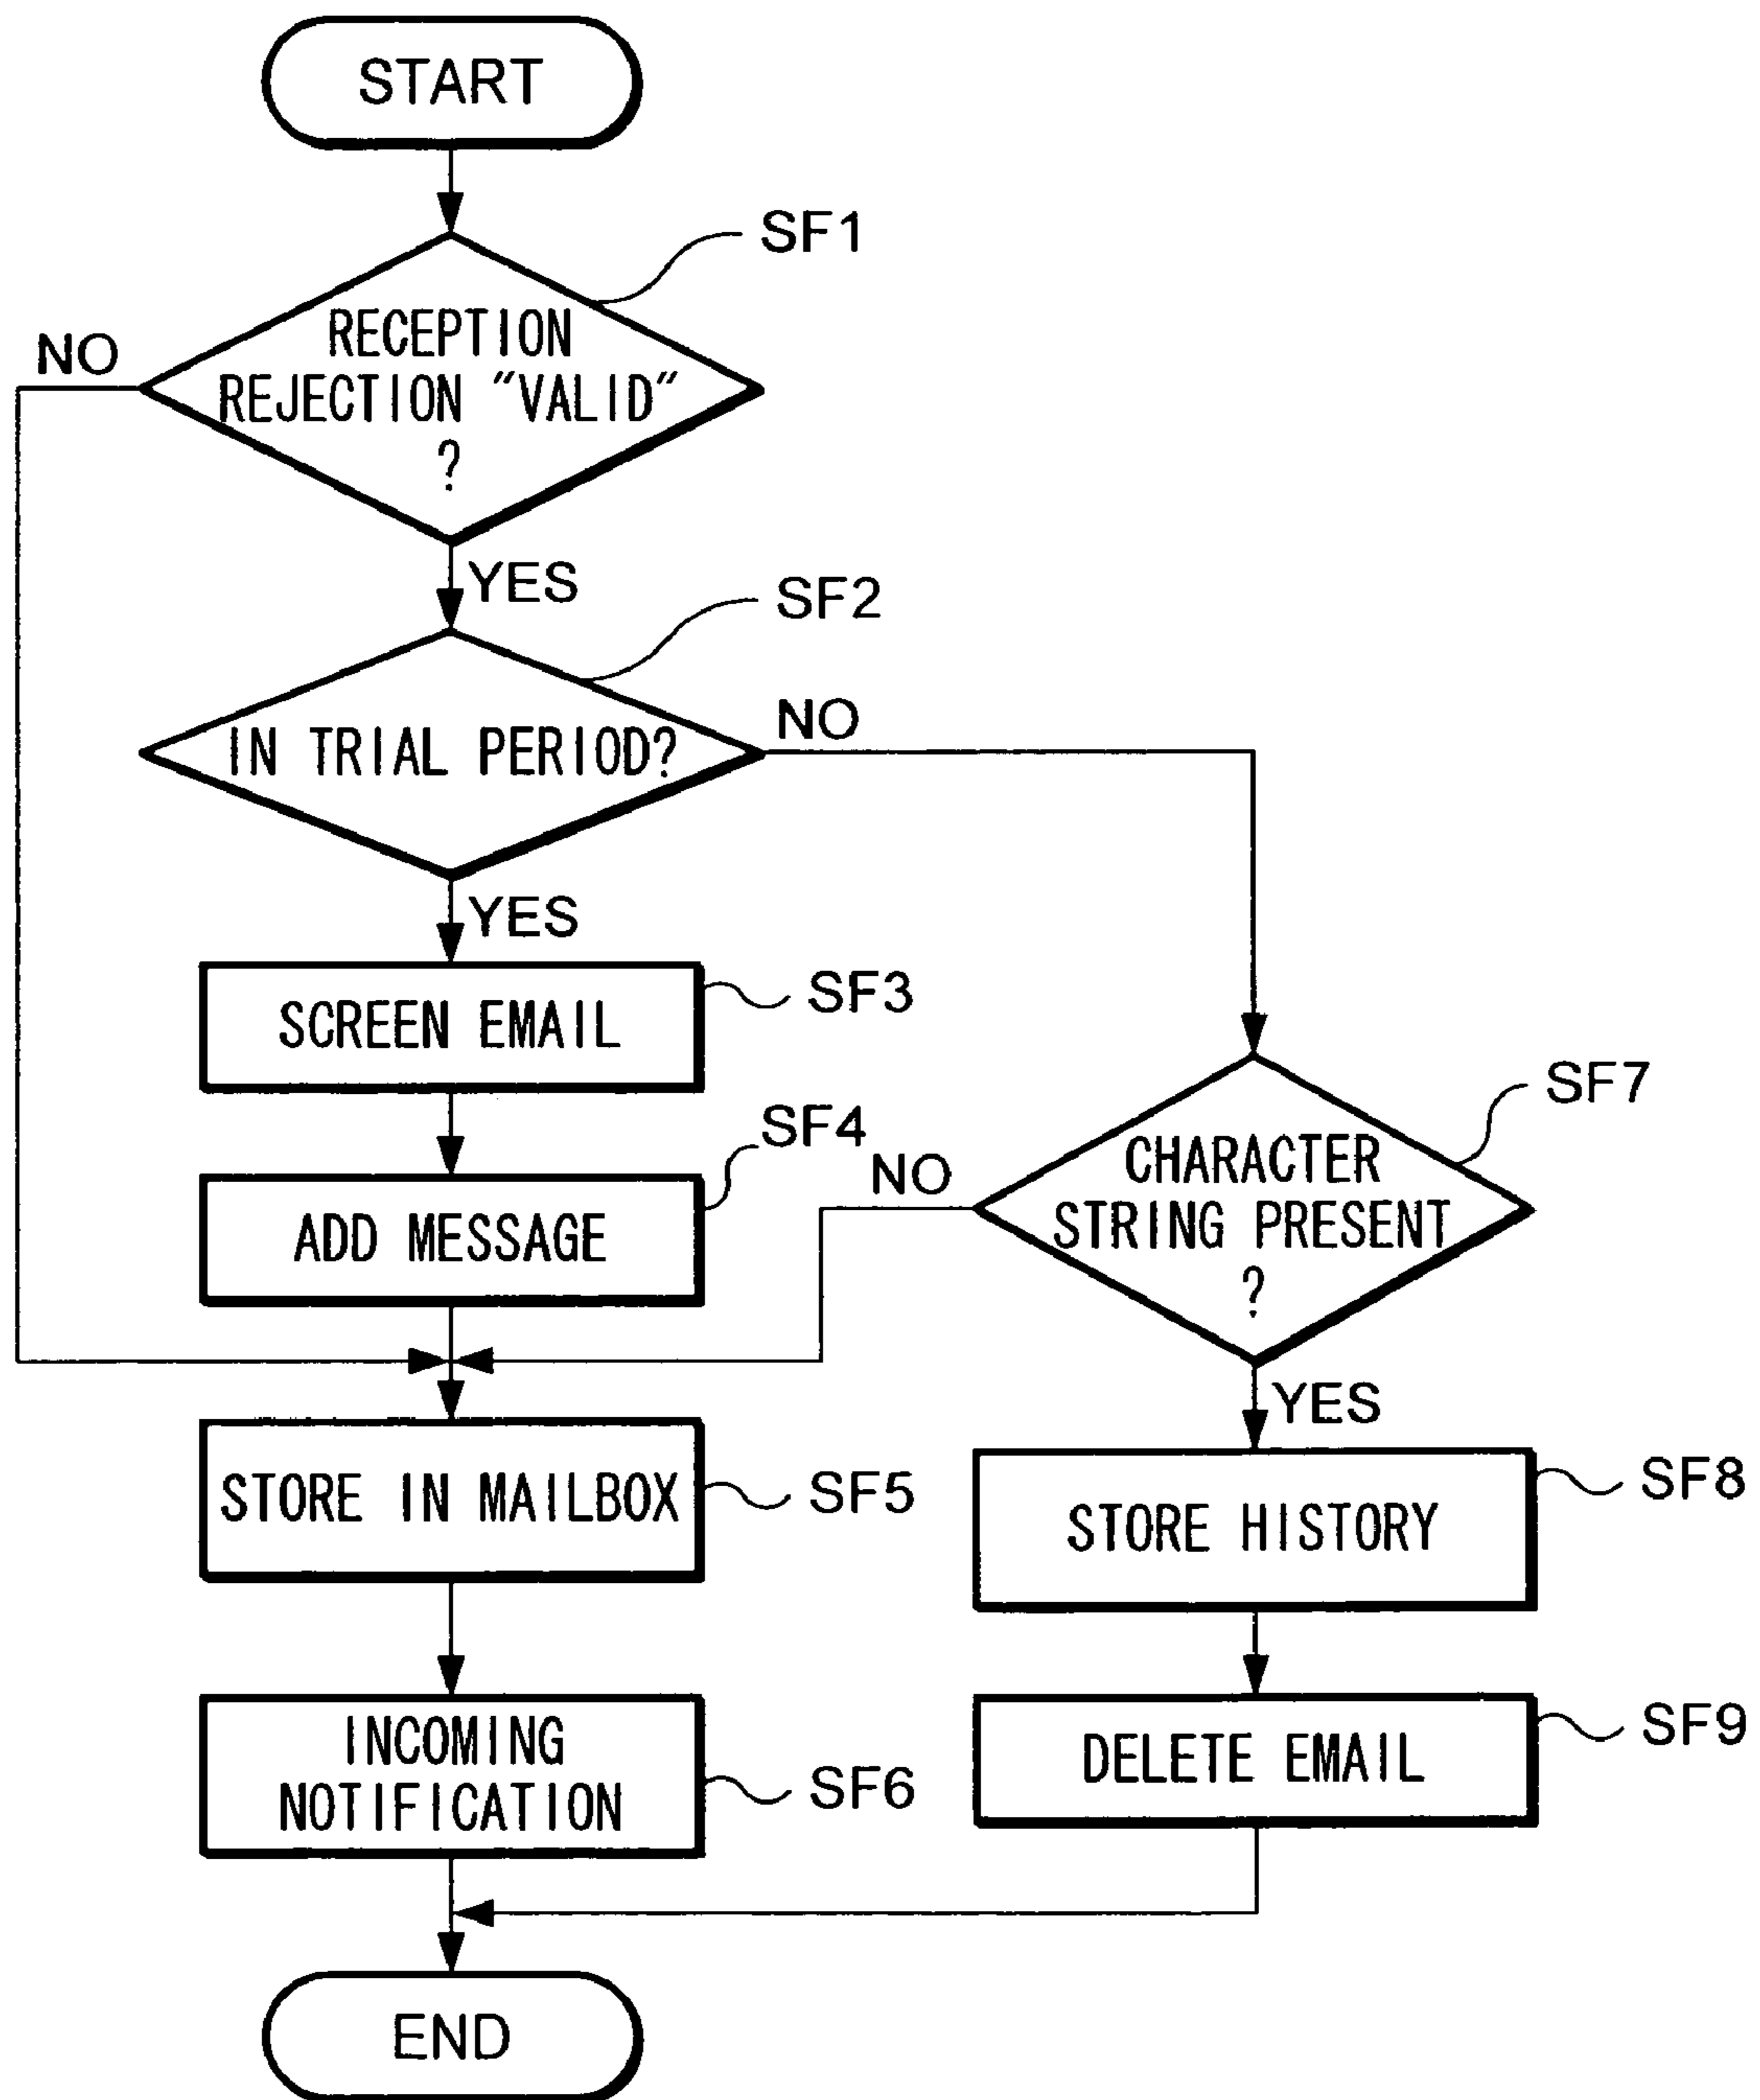 START
SF1
NO
RECEPTION
REJECTION "VALID"
?
YES
SF2
IN TRIAL PERIOD?
NO
YES
SCREEN EMAIL
SF3
SF4
ADD MESSAGE
SF7
NO
CHARACTER
STRING PRESENT
?
YES
STORE IN MAILBOX
SF5
SF8
STORE HISTORY
INCOMING
NOTIFICATION
SF6
SF9
DELETE EMAIL
END